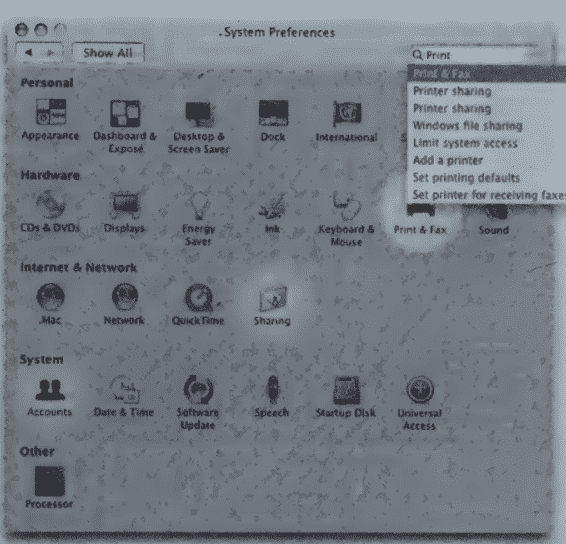 System Preferences
Show All
Print
Print & Fax
Printer sharing
Printer sharing
Windows file sharing
Limit system access
Add a printer
Set printing defaults
Set printer for receiving faxes
Personal
Appearance
Dashboard & Exposé
Desktop & Screen Saver
Dock
International
Hardware
CDs & DVDs
Displays
Energy Saver
Ink
Keyboard & Mouse
Print & Fax
Sound
Internet & Network
.Mac
Network
QuickTime
Sharing
System
Accounts
Date & Time
Software Update
Speech
Startup Disk
Universal Access
Other
Processor